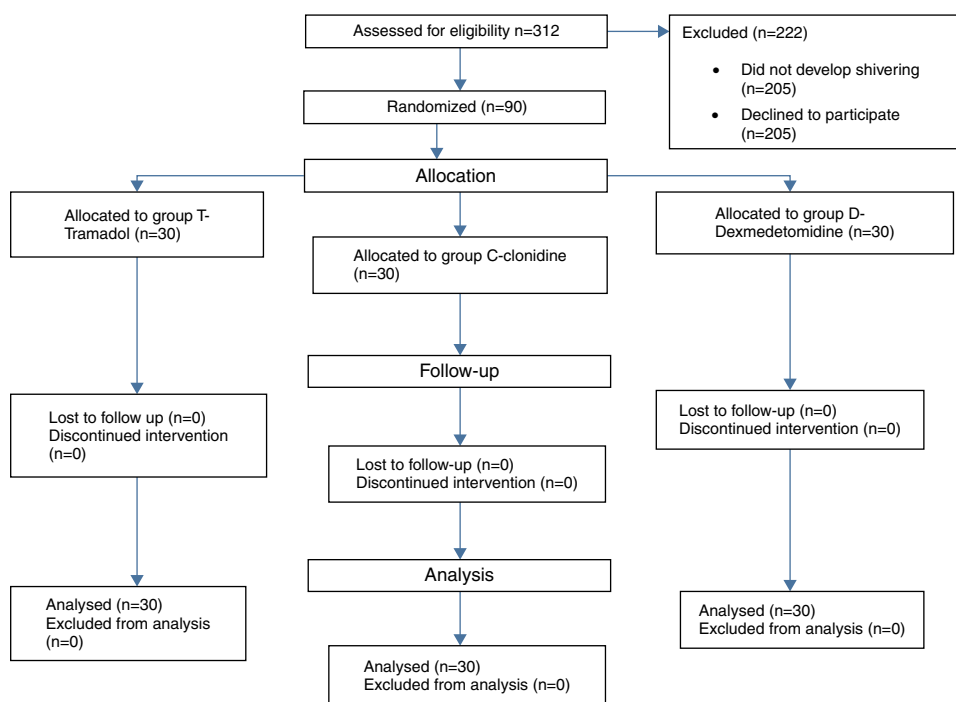 Assessed for eligibility n=312
Excluded (n=222)
• Did not develop shivering
(n=205)
• Declined to participate
(n=205)
Randomized (n=90)
Allocation
Allocated to group T-
Tramadol (n=30)
Allocated to group C-clonidine
(n=30)
Allocated to group D-
Dexmedetomidine (n=30)
Follow-up
Lost to follow up (n=0)
Discontinued intervention
(n=0)
Lost to follow-up (n=0)
Discontinued intervention (n=0)
Lost to follow-up (n=0)
Discontinued intervention (n=0)
Analysis
Analysed (n=30)
Excluded from analysis
(n=0)
Analysed (n=30)
Excluded from analysis (n=0)
Analysed (n=30)
Excluded from analysis (n=0)